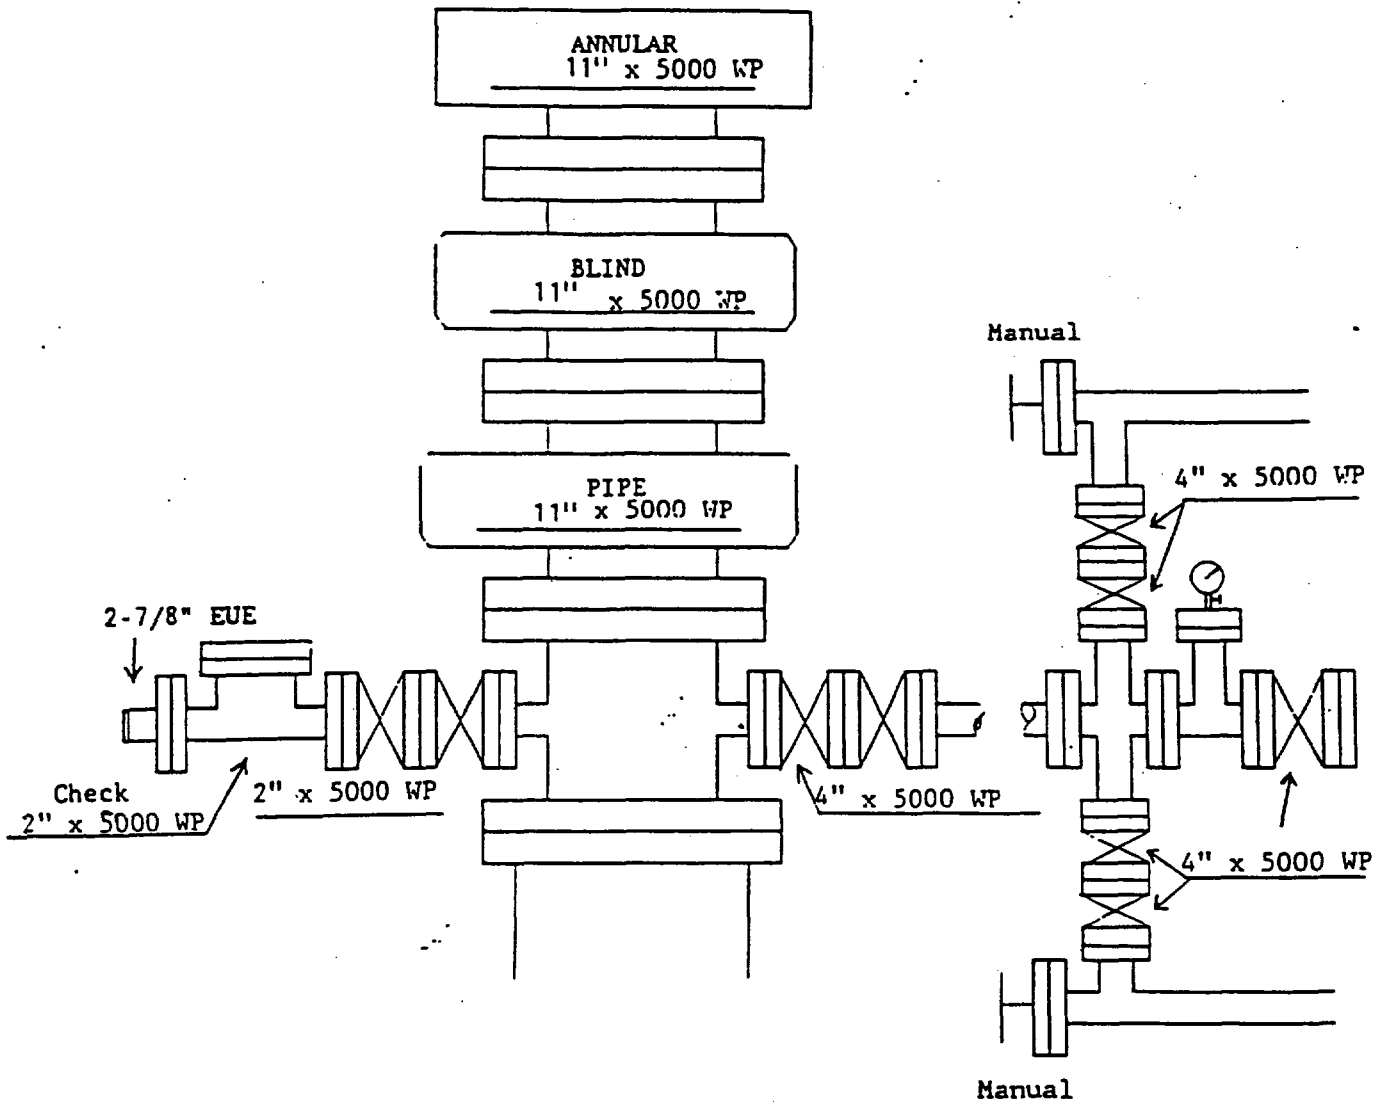 ANNULAR
11" x 5000 WP
BLIND
11" x 5000 WP
PIPE
11" x 5000 WP
Manual
4" x 5000 WP
2-7/8" EUE
Check
2" x 5000 WP
2" x 5000 WP
4" x 5000 WP
4" x 5000 WP
Manual